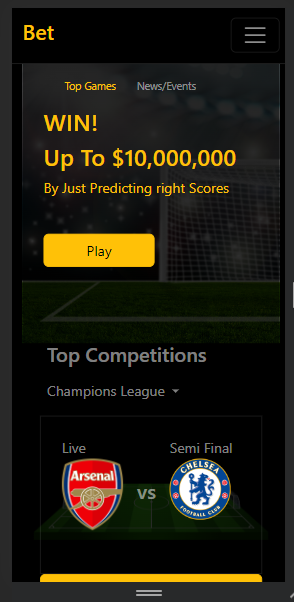 Bet
Top Games News/Events
WIN!
Up To $10,000,000
By Just Predicting right Scores
Play
Top Competitions
Champions League
Live Semi Final
Arsenal
vs
CHELSEA
FOOTBALL CLUB